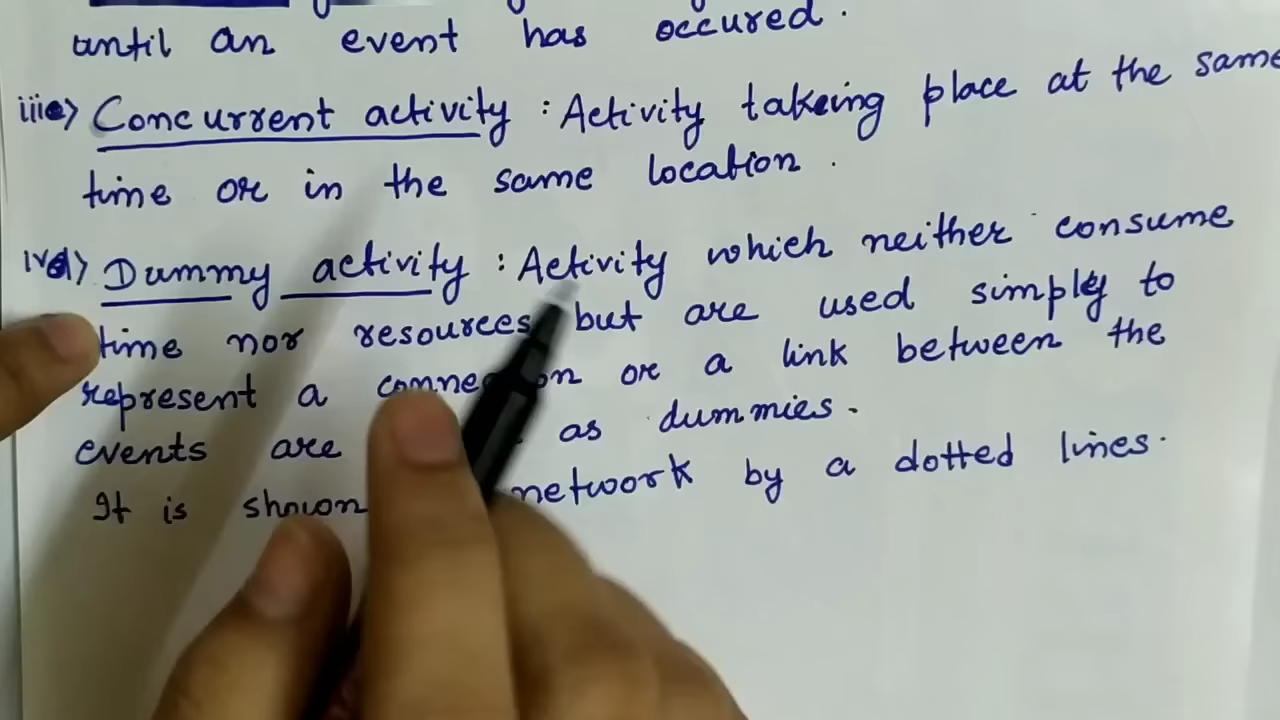 until an event has occured.
iii) Concurrent activity : Activity takeing place at the same
time or in the same location.
iv) Dummy activity : Activity which neither consume
time nor resources but are used simply to
represent a or a link between the
events are as dummies.
It is shown network by a dotted lines.